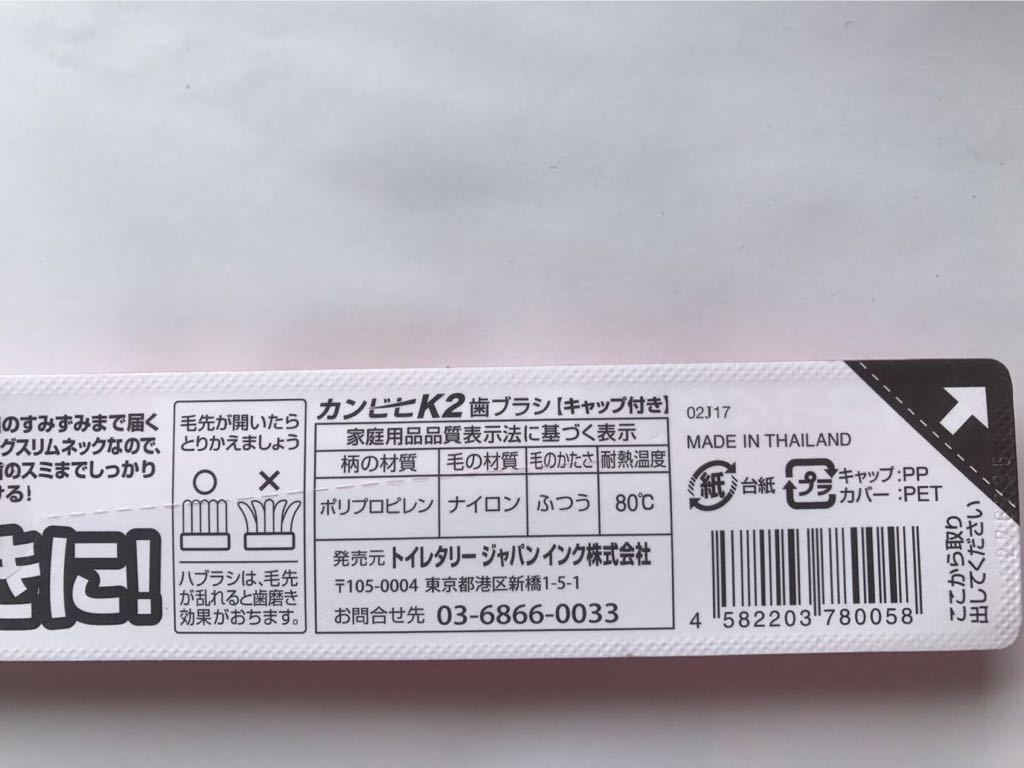 のすみずみまで届く
グスリムネックなので、
のスミまでしっかり
ける!
きに!
毛先が開いたら
とりかえましょう
○ ×
ハブラシは、毛先
が乱れると歯磨き
効果がおちます。
カンビヒK2 歯ブラシ【キャップ付き】
家庭用品品質表示法に基づく表示
柄の材質 毛の材質 毛のかたさ 耐熱温度
ポリプロピレン ナイロン ふつう 80℃
発売元 トイレタリー ジャパン インク株式会社
〒105-0004 東京都港区新橋1-5-1
お問合せ先 03-6866-0033
02J17
MADE IN THAILAND
紙 台紙 プラ キャップ:PP
カバー:PET
4 582203 780058
ここから取り
出してください